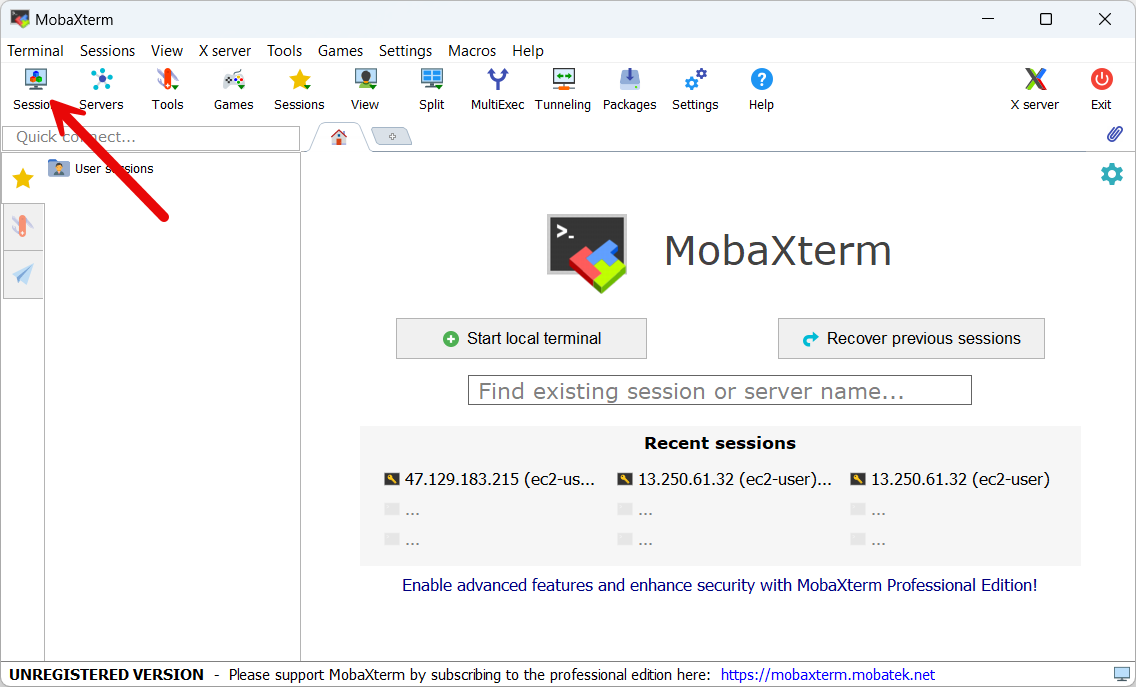 MobaXterm
Terminal Sessions View X server Tools Games Settings Macros Help
Session Servers Tools Games Sessions View Split MultiExec Tunneling Packages Settings Help X server Exit
Quick connect...
User sessions
>_
MobaXterm
Start local terminal Recover previous sessions
Find existing session or server name...
Recent sessions
47.129.183.215 (ec2-us... 13.250.61.32 (ec2-user)... 13.250.61.32 (ec2-user)
... ... ...
... ... ...
Enable advanced features and enhance security with MobaXterm Professional Edition!
UNREGISTERED VERSION - Please support MobaXterm by subscribing to the professional edition here: https://mobaxterm.mobatek.net